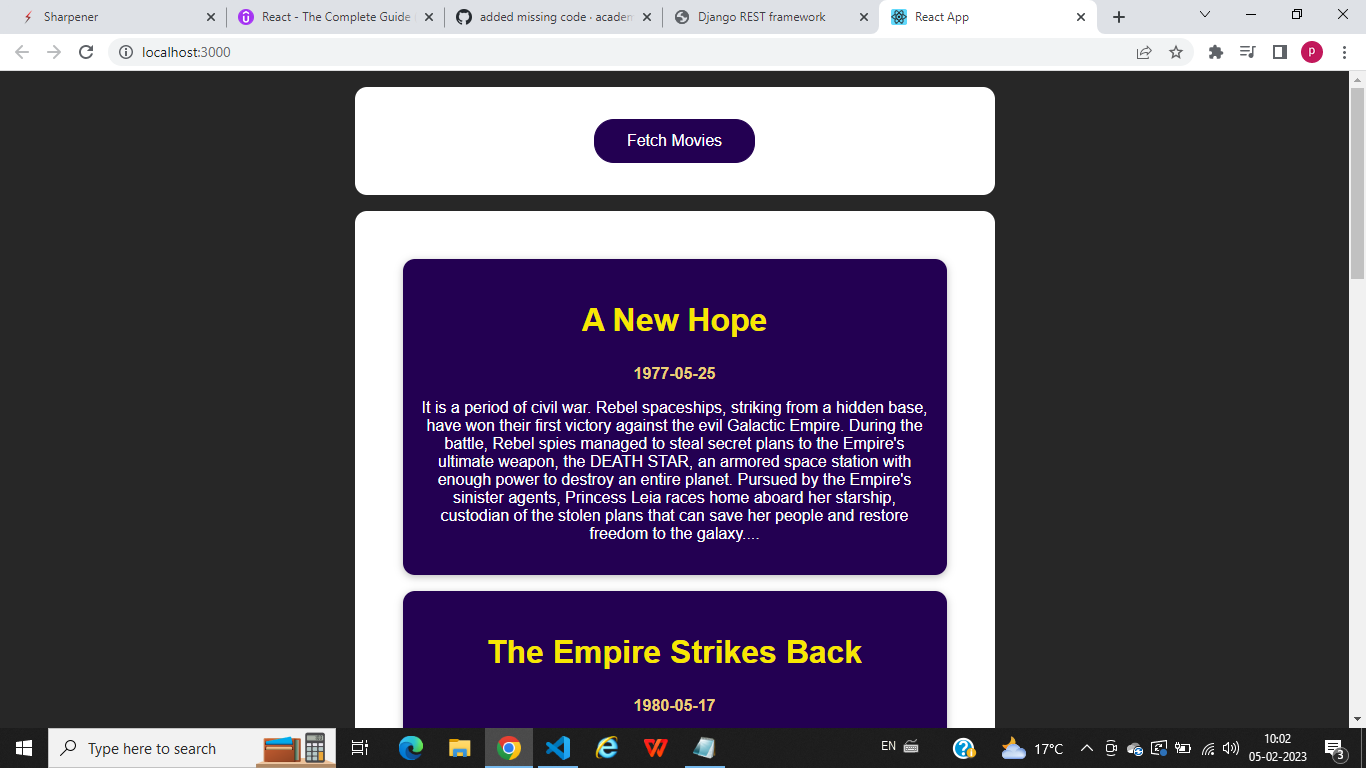 Sharpener
React - The Complete Guide
added missing code · academ
Django REST framework
React App
localhost:3000
P
Fetch Movies
A New Hope
1977-05-25
It is a period of civil war. Rebel spaceships, striking from a hidden base,
have won their first victory against the evil Galactic Empire. During the
battle, Rebel spies managed to steal secret plans to the Empire's
ultimate weapon, the DEATH STAR, an armored space station with
enough power to destroy an entire planet. Pursued by the Empire's
sinister agents, Princess Leia races home aboard her starship,
custodian of the stolen plans that can save her people and restore
freedom to the galaxy....
The Empire Strikes Back
1980-05-17
Type here to search
EN
17°C
10:02
05-02-2023
3